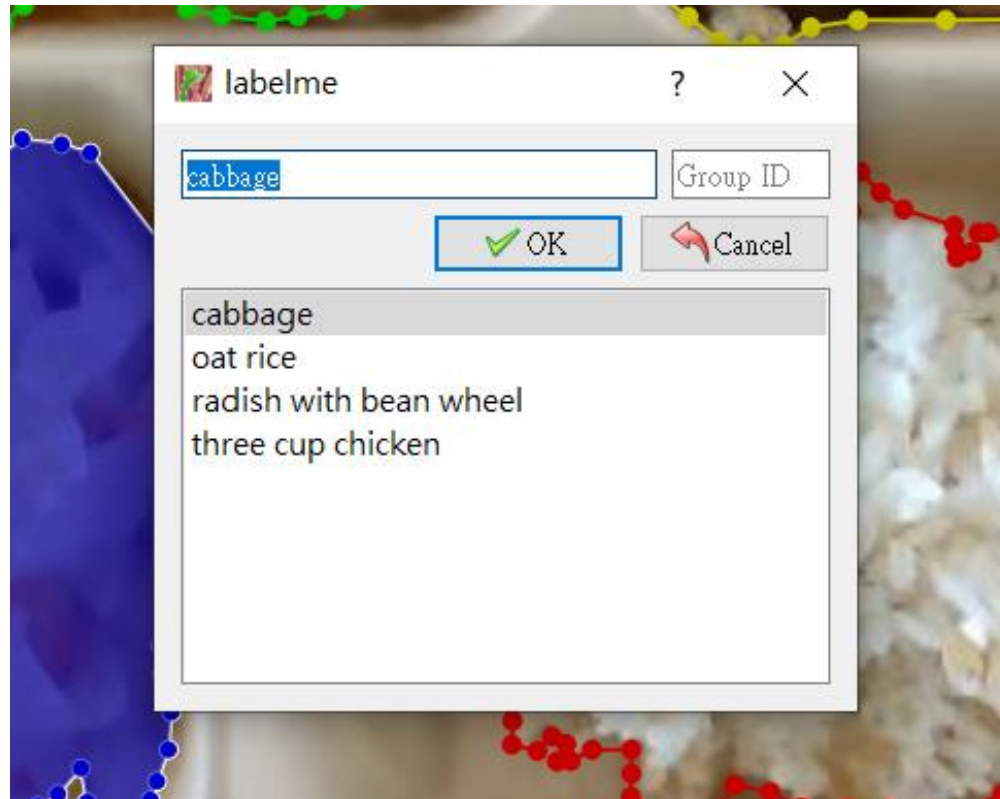 labelme
?
cabbage
Group ID
OK
Cancel
cabbage
oat rice
radish with bean wheel
three cup chicken